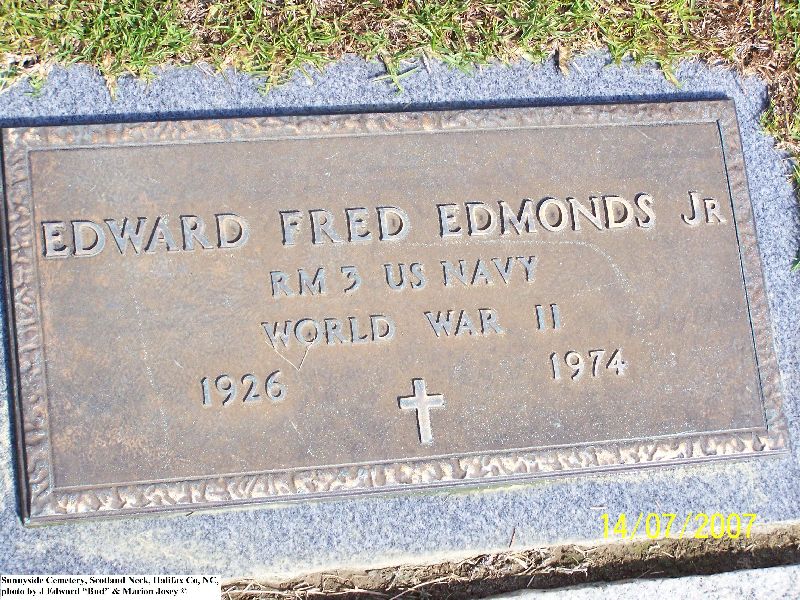 EDWARD FRED EDMONDS JR
RM 3 US NAVY
WORLD WAR II
1926 1974
14/07/2007
Sunnyside Cemetery, Scotland Neck, Halifax Co, NC,
photo by J Edward "Bud" & Marion Josey ©